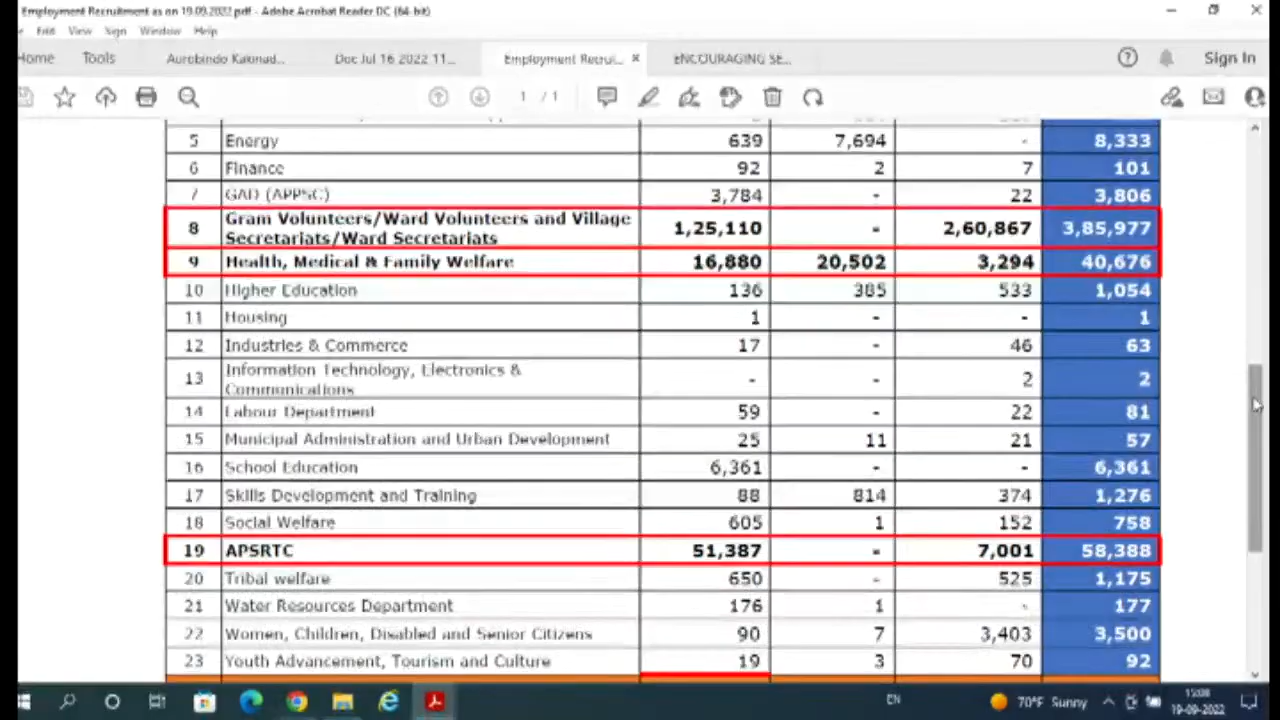 Employment Recruitment as on 19.09.2022.pdf - Adobe Acrobat Reader DC (64-bit)
Edit View Sign Window Help
Home Tools Aurobindo Kakinad... Doc Jul 16 2022 11... Employment Recrui... × ENCOURAGING SE... Sign In
1 / 1
5 Energy 639 7,694 - 8,333
6 Finance 92 2 7 101
7 GAD (APPSC) 3,784 - 22 3,806
8 Gram Volunteers/Ward Volunteers and Village
Secretariats/Ward Secretariats 1,25,110 - 2,60,867 3,85,977
9 Health, Medical & Family Welfare 16,880 20,502 3,294 40,676
10 Higher Education 136 385 533 1,054
11 Housing 1 - - 1
12 Industries & Commerce 17 - 46 63
13 Information Technology, Electronics &
Communications - - 2 2
14 Labour Department 59 - 22 81
15 Municipal Administration and Urban Development 25 11 21 57
16 School Education 6,361 - - 6,361
17 Skills Development and Training 88 814 374 1,276
18 Social Welfare 605 1 152 758
19 APSRTC 51,387 - 7,001 58,388
20 Tribal welfare 650 - 525 1,175
21 Water Resources Department 176 1 - 177
22 Women, Children, Disabled and Senior Citizens 90 7 3,403 3,500
23 Youth Advancement, Tourism and Culture 19 3 70 92
EN 70°F Sunny 15:08
19-09-2022